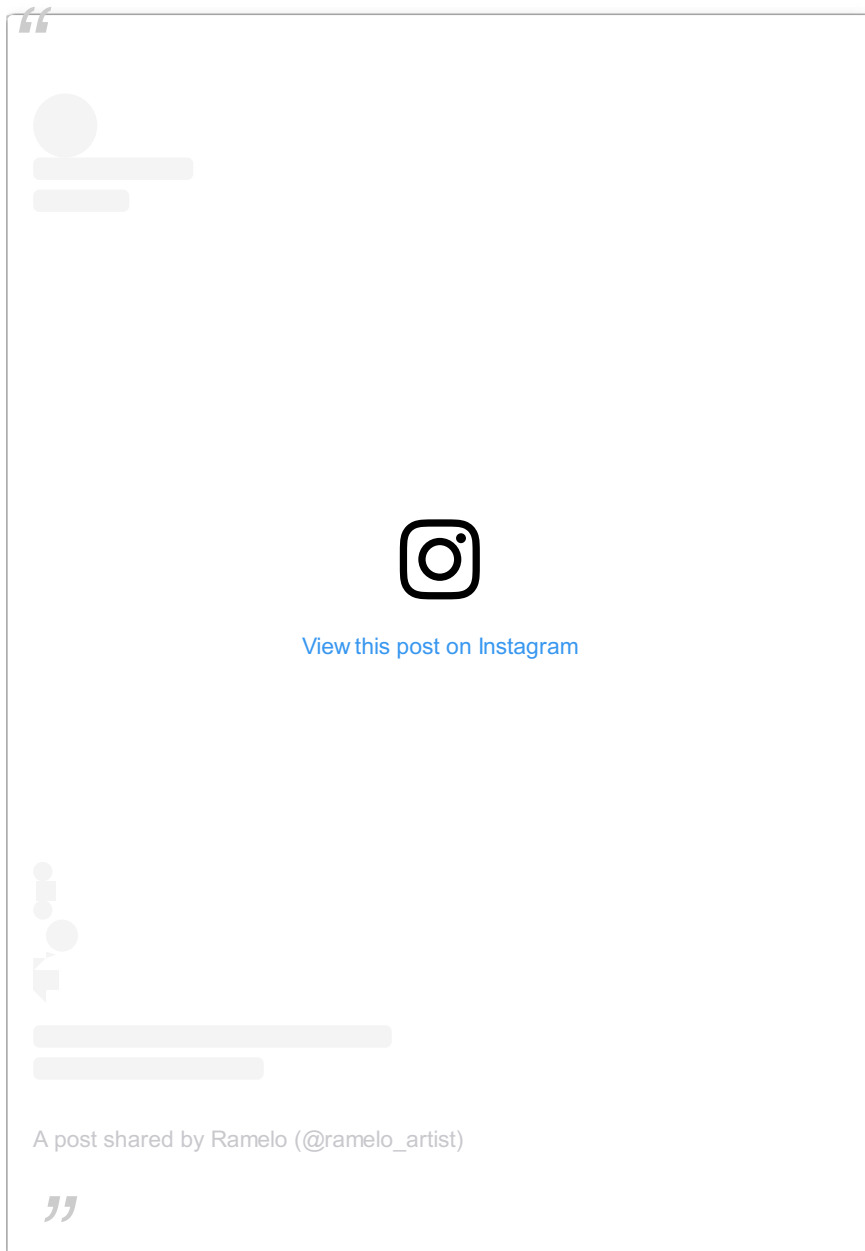 “
View this post on Instagram
A post shared by Ramelo (@ramelo_artist)
”